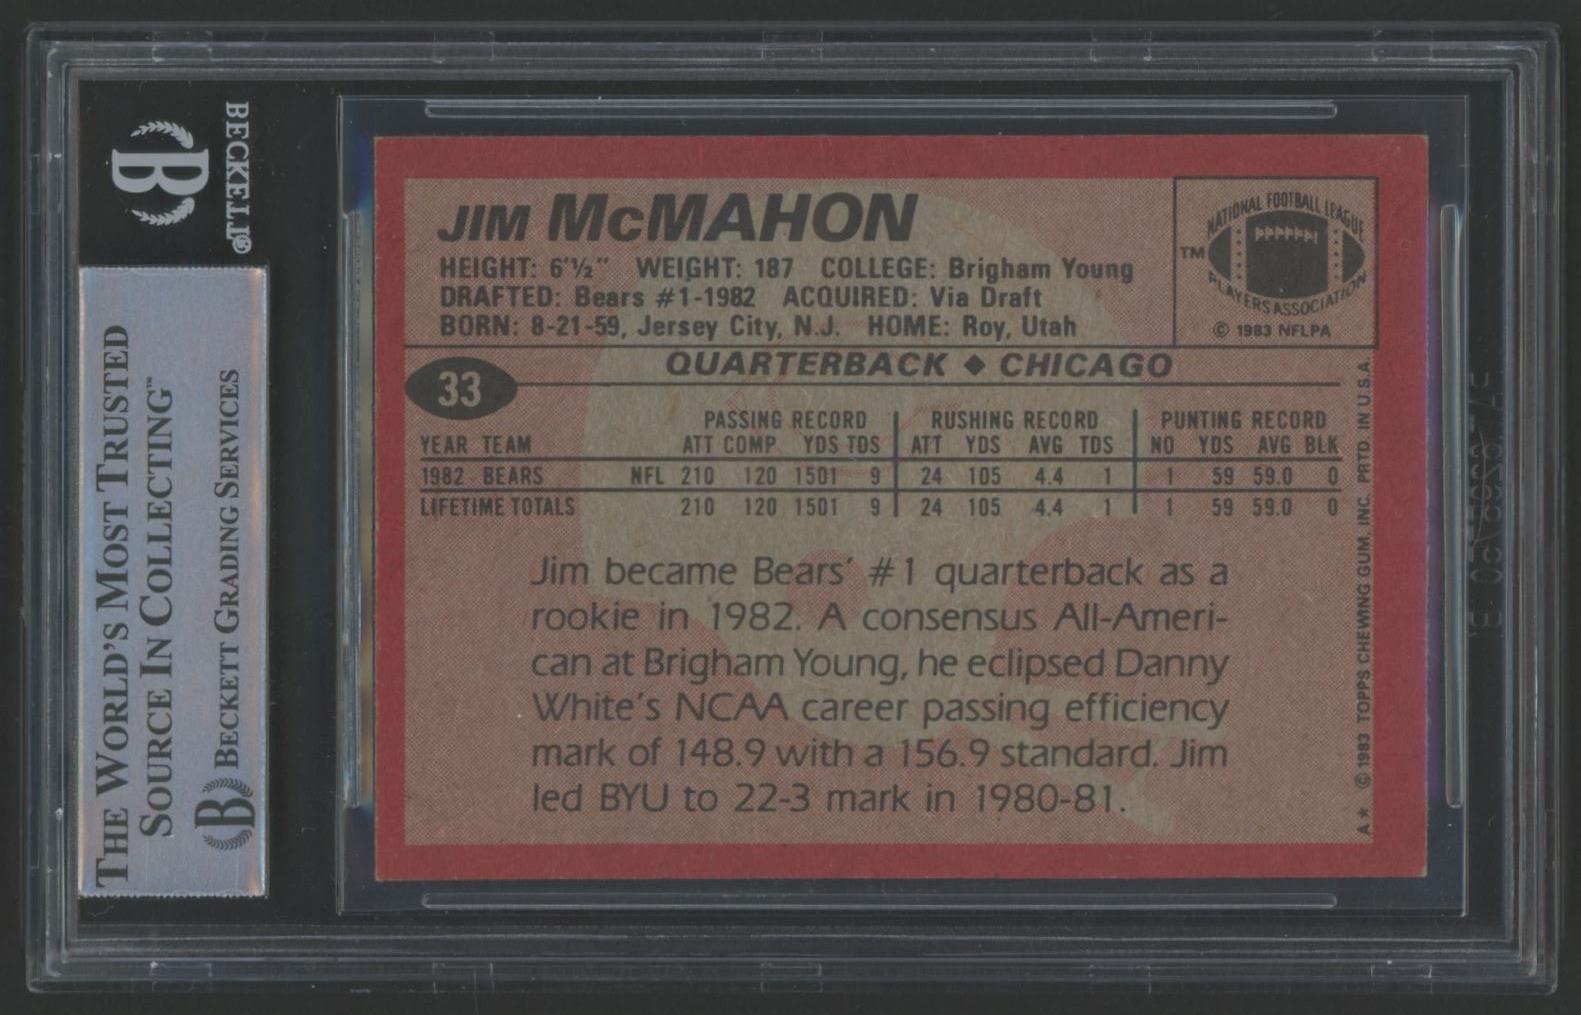 BECKETT®
B
THE WORLD'S MOST TRUSTED
SOURCE IN COLLECTING™
B BECKETT GRADING SERVICES
JIM McMAHON
HEIGHT: 6'½" WEIGHT: 187 COLLEGE: Brigham Young
DRAFTED: Bears #1-1982 ACQUIRED: Via Draft
BORN: 8-21-59, Jersey City, N.J. HOME: Roy, Utah
NATIONAL FOOTBALL LEAGUE
TM
PLAYERS ASSOCIATION
© 1983 NFLPA
QUARTERBACK ◆ CHICAGO
33
PASSING RECORD RUSHING RECORD PUNTING RECORD
YEAR TEAM ATT COMP YDS TDS ATT YDS AVG TDS NO YDS AVG BLK
1982 BEARS NFL 210 120 1501 9 24 105 4.4 1 1 59 59.0 0
LIFETIME TOTALS 210 120 1501 9 24 105 4.4 1 1 59 59.0 0
Jim became Bears' #1 quarterback as a
rookie in 1982. A consensus All-Ameri-
can at Brigham Young, he eclipsed Danny
White's NCAA career passing efficiency
mark of 148.9 with a 156.9 standard. Jim
led BYU to 22-3 mark in 1980-81.
A★ © 1983 TOPPS CHEWING GUM, INC. PRTD. IN U.S.A.